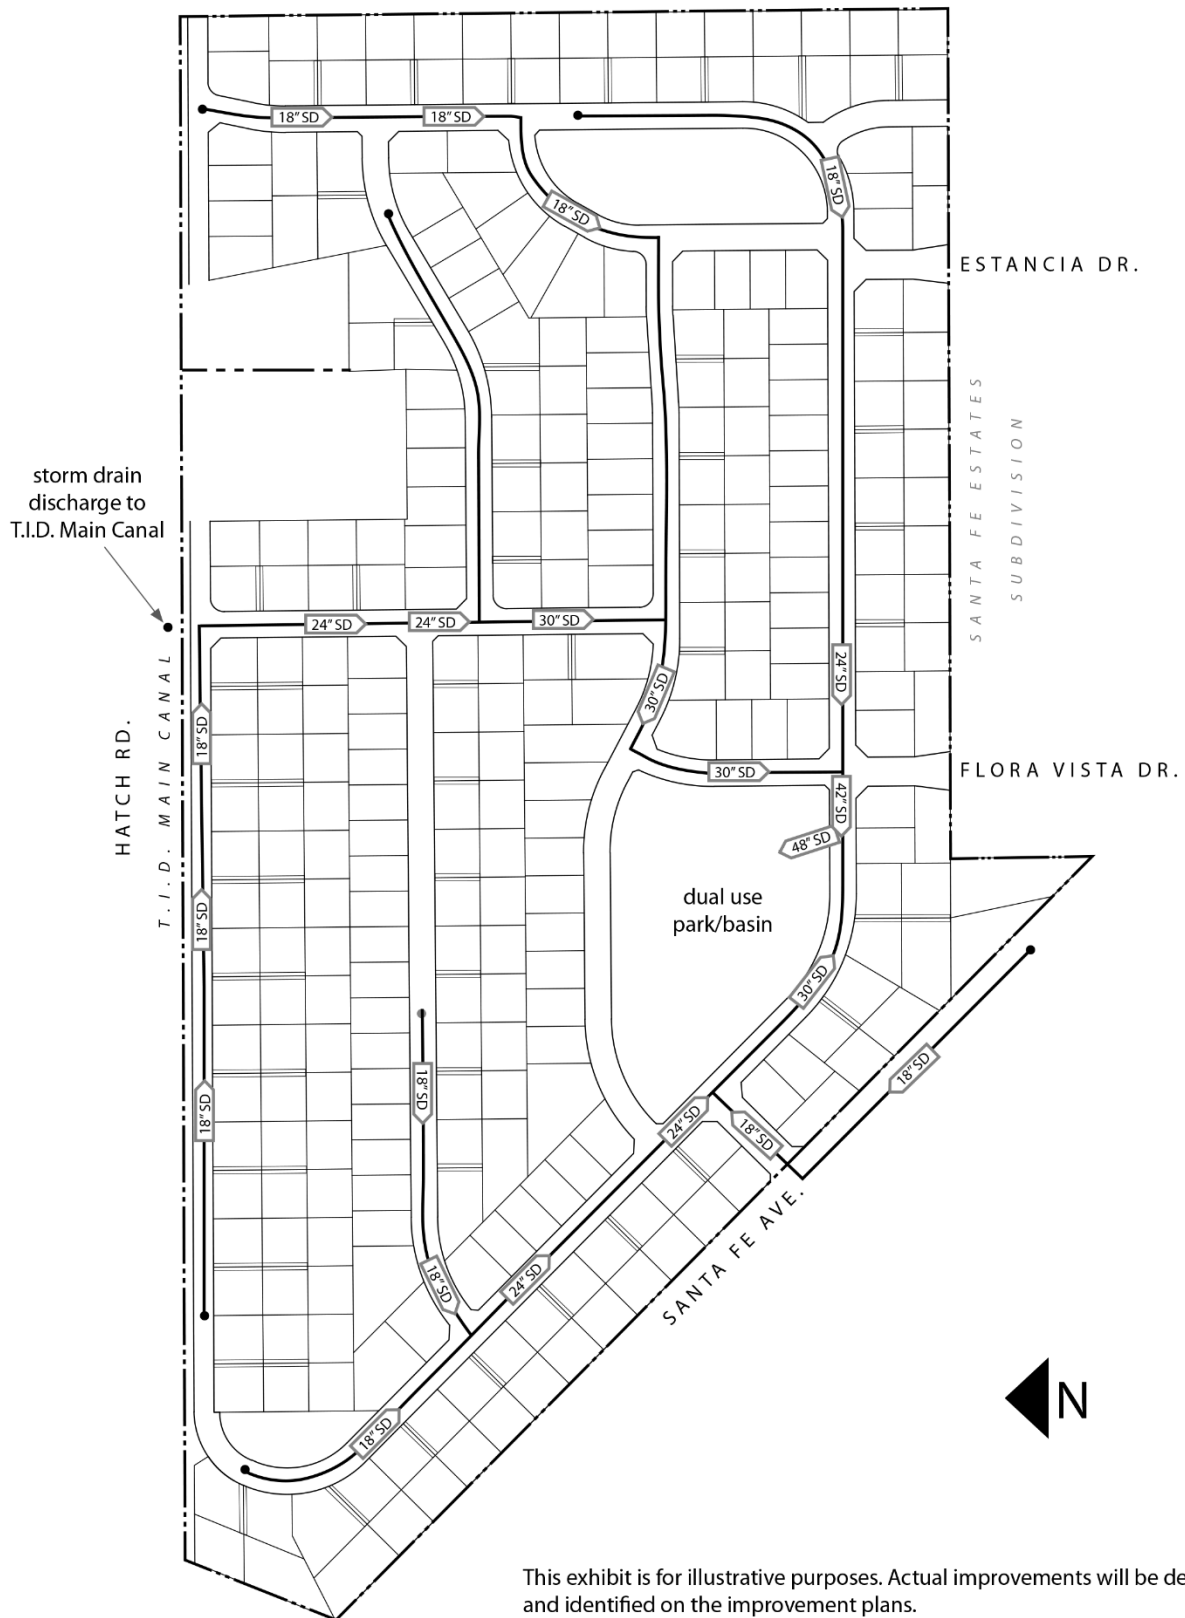 18" SD
18" SD
18" SD
18" SD
ESTANCIA DR.
SANTA FE ESTATES
SUBDIVISION
storm drain
discharge to
T.I.D. Main Canal
24" SD
24" SD
30" SD
24" SD
30" SD
18" SD
HATCH RD.
T.I.D. MAIN CANAL
30" SD
FLORA VISTA DR.
42" SD
48" SD
dual use
park/basin
18" SD
30" SD
18" SD
18" SD
18" SD
24" SD
18" SD
SANTA FE AVE.
18" SD
24" SD
18" SD
N
This exhibit is for illustrative purposes. Actual improvements will be de
and identified on the improvement plans.